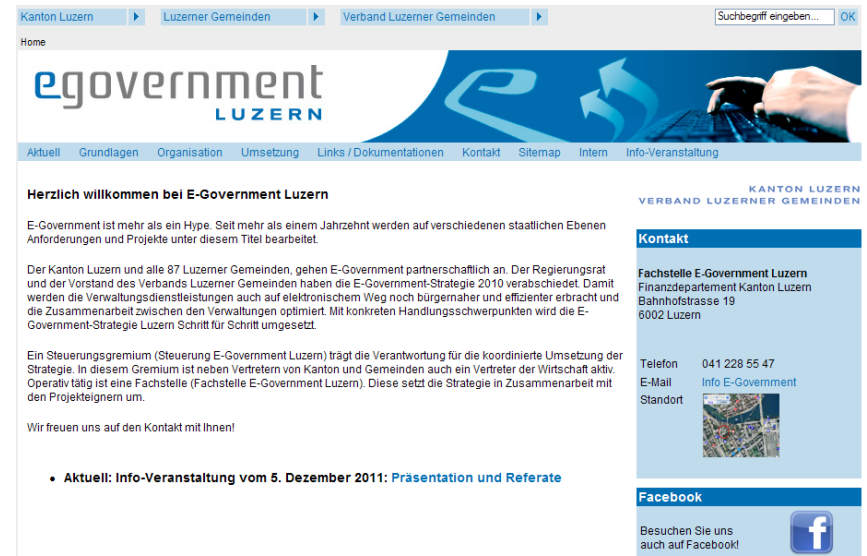 Kanton Luzern
Luzerner Gemeinden
Verband Luzerner Gemeinden
Suchbegriff eingeben...
OK
Home
egovernment
LUZERN
Aktuell Grundlagen Organisation Umsetzung Links / Dokumentationen Kontakt Sitemap Intern Info-Veranstaltung
Herzlich willkommen bei E-Government Luzern
E-Government ist mehr als ein Hype. Seit mehr als einem Jahrzehnt werden auf verschiedenen staatlichen Ebenen
Anforderungen und Projekte unter diesem Titel bearbeitet.
Der Kanton Luzern und alle 87 Luzerner Gemeinden, gehen E-Government partnerschaftlich an. Der Regierungsrat
und der Vorstand des Verbands Luzerner Gemeinden haben die E-Government-Strategie 2010 verabschiedet. Damit
werden die Verwaltungsdienstleistungen auch auf elektronischem Weg noch bürgernaher und effizienter erbracht und
die Zusammenarbeit zwischen den Verwaltungen optimiert. Mit konkreten Handlungsschwerpunkten wird die E-
Government-Strategie Luzern Schritt für Schritt umgesetzt.
Ein Steuerungsgremium (Steuerung E-Government Luzern) trägt die Verantwortung für die koordinierte Umsetzung der
Strategie. In diesem Gremium ist neben Vertretern von Kanton und Gemeinden auch ein Vertreter der Wirtschaft aktiv.
Operativ tätig ist eine Fachstelle (Fachstelle E-Government Luzern). Diese setzt die Strategie in Zusammenarbeit mit
den Projekteignern um.
Wir freuen uns auf den Kontakt mit Ihnen!
• Aktuell: Info-Veranstaltung vom 5. Dezember 2011: Präsentation und Referate
KANTON LUZERN
VERBAND LUZERNER GEMEINDEN
Kontakt
Fachstelle E-Government Luzern
Finanzdepartement Kanton Luzern
Bahnhofstrasse 19
6002 Luzern
Telefon 041 228 55 47
E-Mail Info E-Government
Standort
Facebook
Besuchen Sie uns
auch auf Facebook!